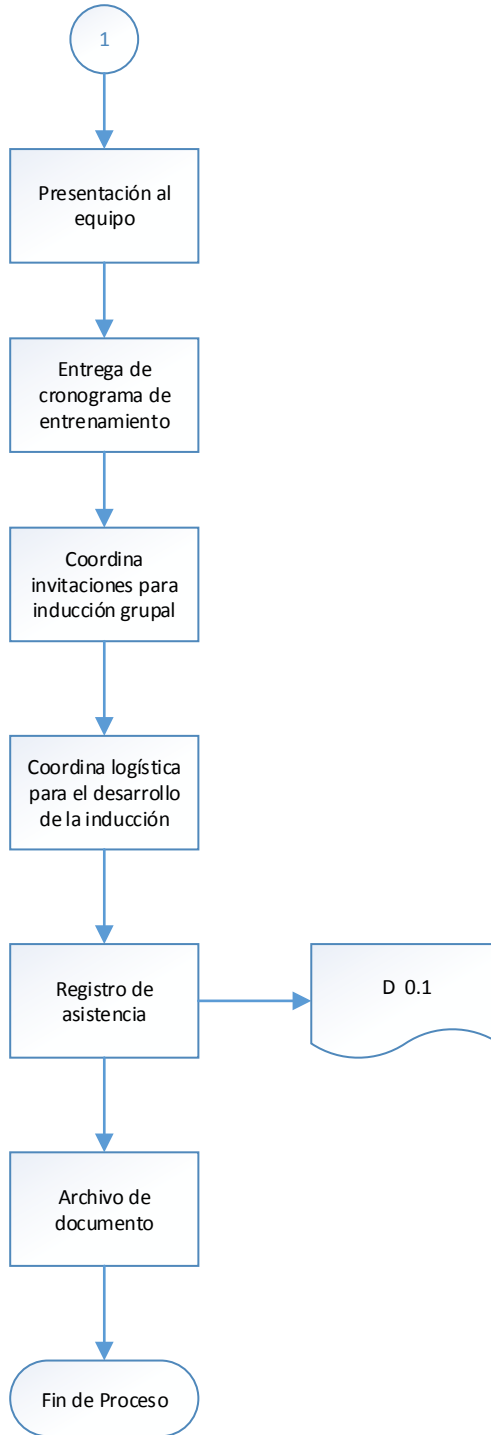 1
Presentación al
equipo
Entrega de
cronograma de
entrenamiento
Coordina
invitaciones para
inducción grupal
Coordina logística
para el desarrollo
de la inducción
Registro de
asistencia
D 0.1
Archivo de
documento
Fin de Proceso